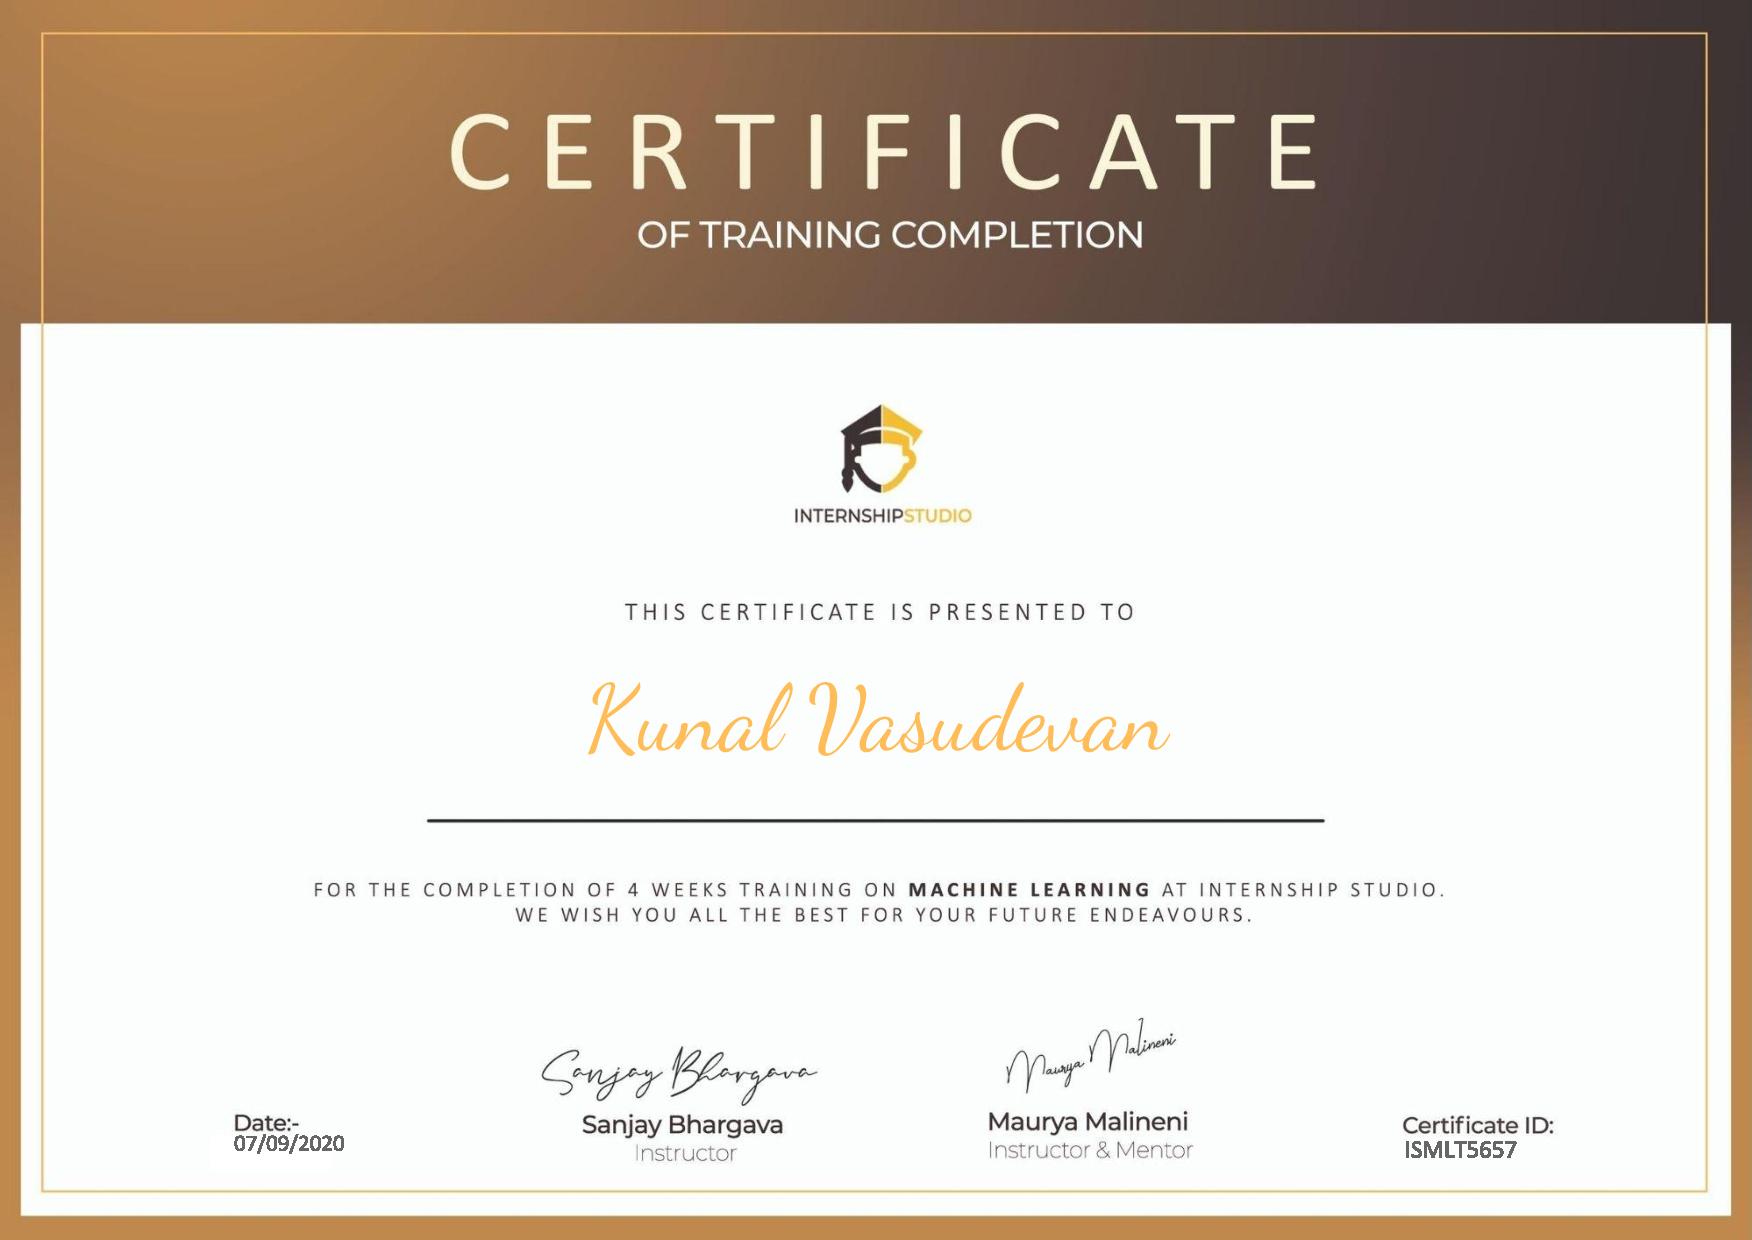 CERTIFICATE
OF TRAINING COMPLETION
INTERNSHIPSTUDIO
THIS CERTIFICATE IS PRESENTED TO
Kunal Vasudevan
FOR THE COMPLETION OF 4 WEEKS TRAINING ON MACHINE LEARNING AT INTERNSHIP STUDIO.
WE WISH YOU ALL THE BEST FOR YOUR FUTURE ENDEAVOURS.
Sanjay Bhargava
Maurya Malineni
Date:-
07/09/2020
Sanjay Bhargava
Instructor
Maurya Malineni
Instructor & Mentor
Certificate ID:
ISMLT5657